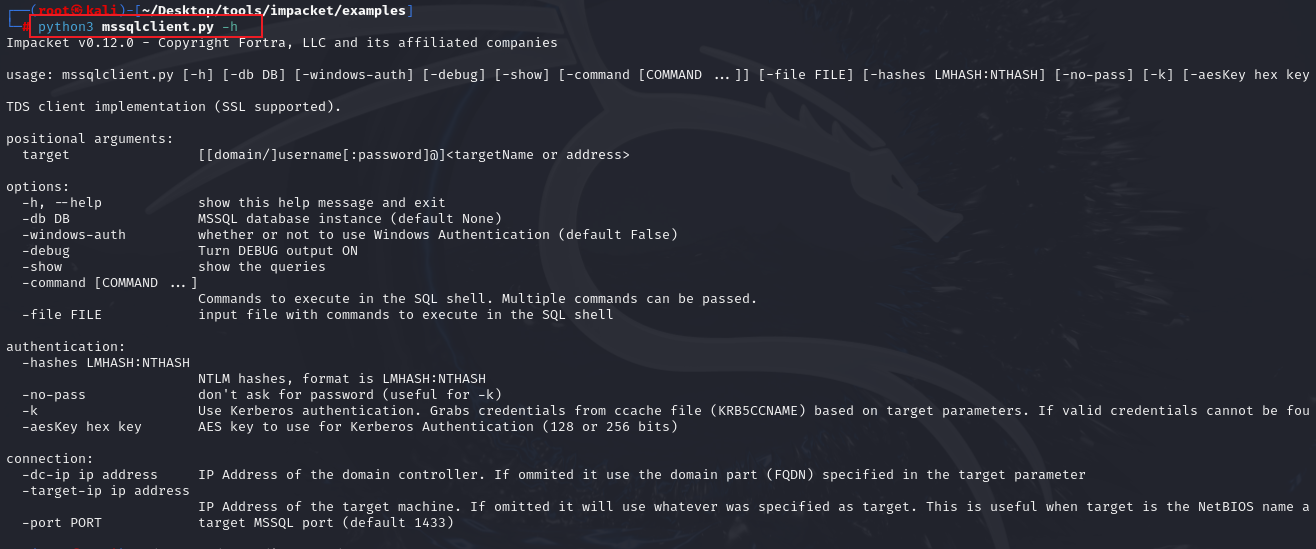 ┌──(root㉿kali)-[~/Desktop/tools/impacket/examples]
└─# python3 mssqlclient.py -h
Impacket v0.12.0 - Copyright Fortra, LLC and its affiliated companies
usage: mssqlclient.py [-h] [-db DB] [-windows-auth] [-debug] [-show] [-command [COMMAND ...]] [-file FILE] [-hashes LMHASH:NTHASH] [-no-pass] [-k] [-aesKey hex key
TDS client implementation (SSL supported).
positional arguments:
  target                [[domain/]username[:password]@]<targetName or address>
options:
  -h, --help            show this help message and exit
  -db DB                MSSQL database instance (default None)
  -windows-auth         whether or not to use Windows Authentication (default False)
  -debug                Turn DEBUG output ON
  -show                 show the queries
  -command [COMMAND ...]
                        Commands to execute in the SQL shell. Multiple commands can be passed.
  -file FILE            input file with commands to execute in the SQL shell
authentication:
  -hashes LMHASH:NTHASH
                        NTLM hashes, format is LMHASH:NTHASH
  -no-pass              don't ask for password (useful for -k)
  -k                    Use Kerberos authentication. Grabs credentials from ccache file (KRB5CCNAME) based on target parameters. If valid credentials cannot be fou
  -aesKey hex key       AES key to use for Kerberos Authentication (128 or 256 bits)
connection:
  -dc-ip ip address     IP Address of the domain controller. If ommited it use the domain part (FQDN) specified in the target parameter
  -target-ip ip address
                        IP Address of the target machine. If omitted it will use whatever was specified as target. This is useful when target is the NetBIOS name a
  -port PORT            target MSSQL port (default 1433)